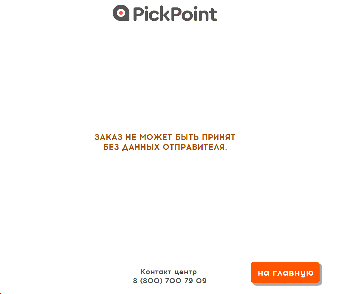 PickPoint
ЗАКАЗ НЕ МОЖЕТ БЫТЬ ПРИНЯТ
БЕЗ ДАННЫХ ОТПРАВИТЕЛЯ.
Контакт центр
8 (800) 700 79 09
на главную